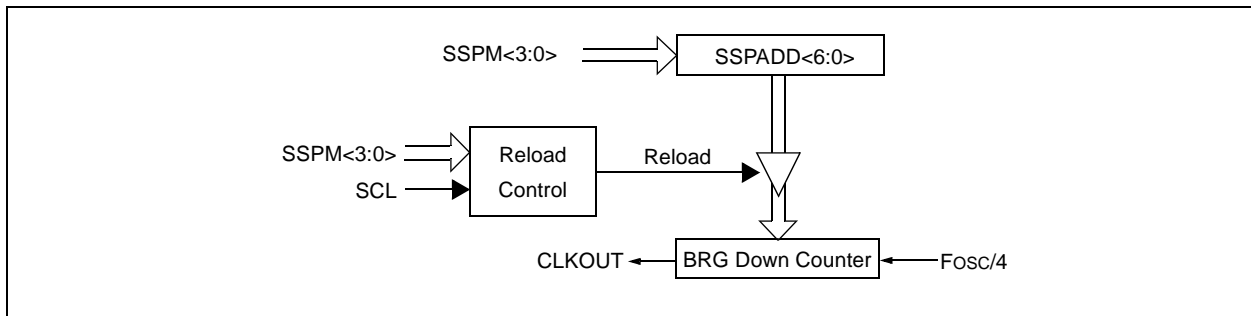 SSPM<3:0>
SSPADD<6:0>
SSPM<3:0>
SCL
Reload
Control
Reload
CLKOUT
BRG Down Counter
FOSC/4